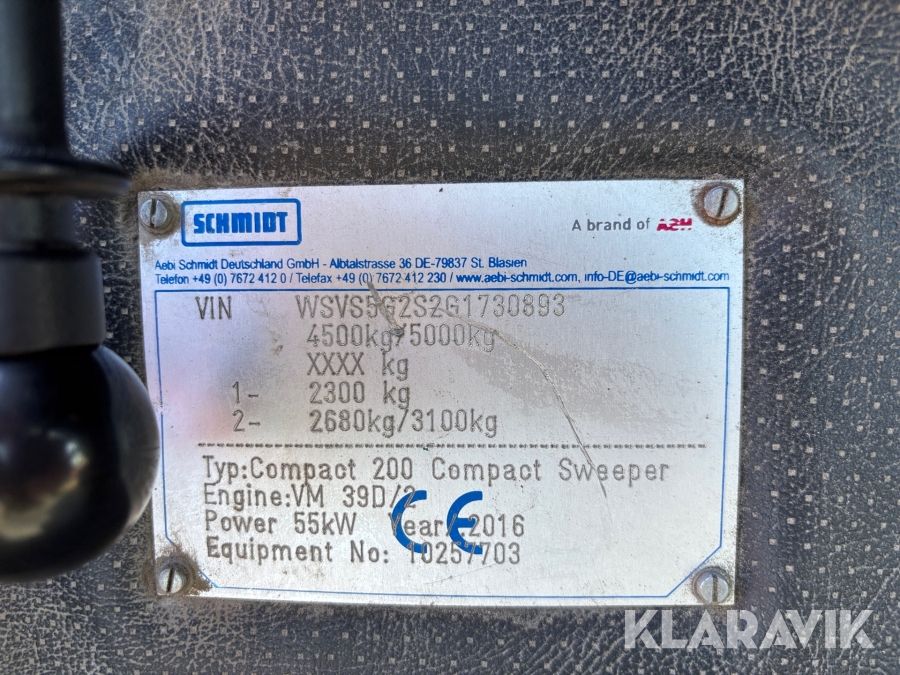 SCHMIDT
A brand of ASH
Aebi Schmidt Deutschland GmbH - Albtalstrasse 36 DE-79837 St. Blasien
Telefon +49 (0) 7672 412 0 / Telefax +49 (0) 7672 412 230 / www.aebi-schmidt.com, info-DE@aebi-schmidt.com
VIN WSVS5G2S2G1730893
4500kg/5000kg
XXXX kg
1- 2300 kg
2- 2680kg/3100kg
Typ:Compact 200 Compact Sweeper
Engine:VM 39D/2
Power 55kW Year:2016
Equipment No: 10257703
CE
KLARAVIK